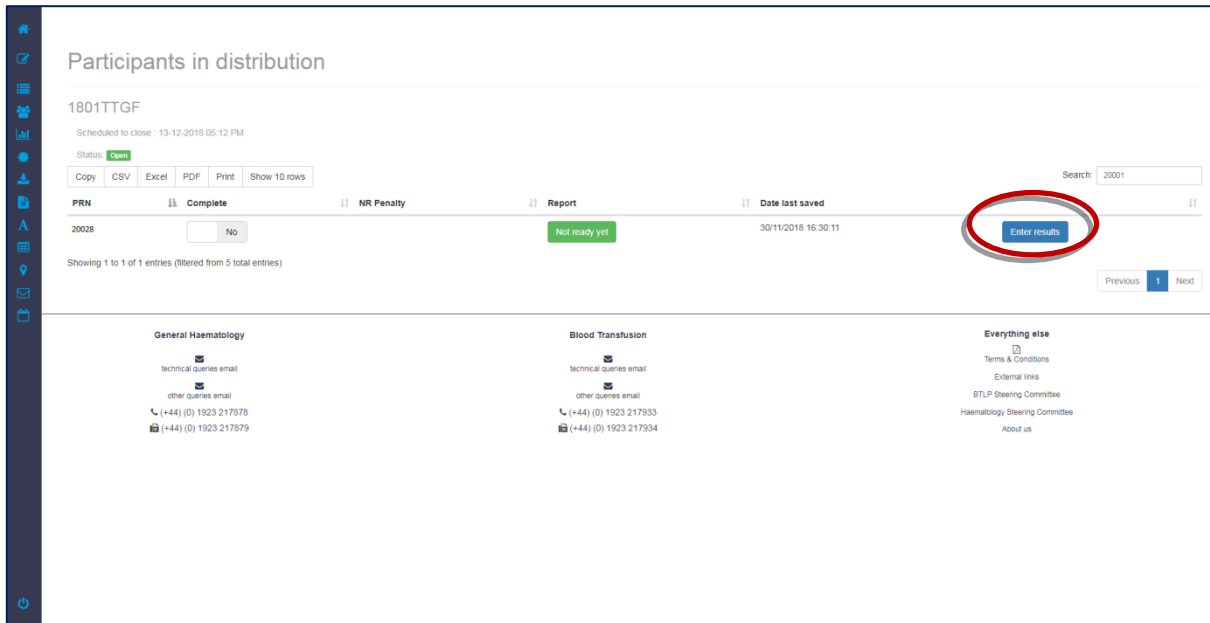 Participants in distribution
1801TTGF
Scheduled to close : 13-12-2018 05:12 PM
Status: Open
Copy CSV Excel PDF Print Show 10 rows
Search: 20001
PRN Complete NR Penalty Report Date last saved
20028 No Not ready yet 30/11/2018 16:30:11 Enter results
Showing 1 to 1 of 1 entries (filtered from 5 total entries)
Previous 1 Next
General Haematology Blood Transfusion Everything else
technical queries email technical queries email Terms & Conditions
External links
other queries email other queries email BTLP Steering Committee
(+44) (0) 1923 217878 (+44) (0) 1923 217933 Haematology Steering Committee
(+44) (0) 1923 217879 (+44) (0) 1923 217934 About us